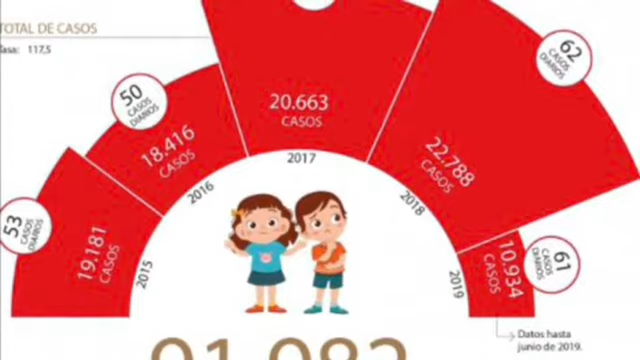 TOTAL DE CASOS
Tasa: 117,5
53
CASOS
DIARIOS
19.181
CASOS
2015
50
CASOS
DIARIOS
18.416
CASOS
2016
20.663
CASOS
2017
62
CASOS
DIARIOS
22.788
CASOS
2018
61
CASOS
DIARIOS
10.934
CASOS
2019
Datos hasta
junio de 2019.
91.982